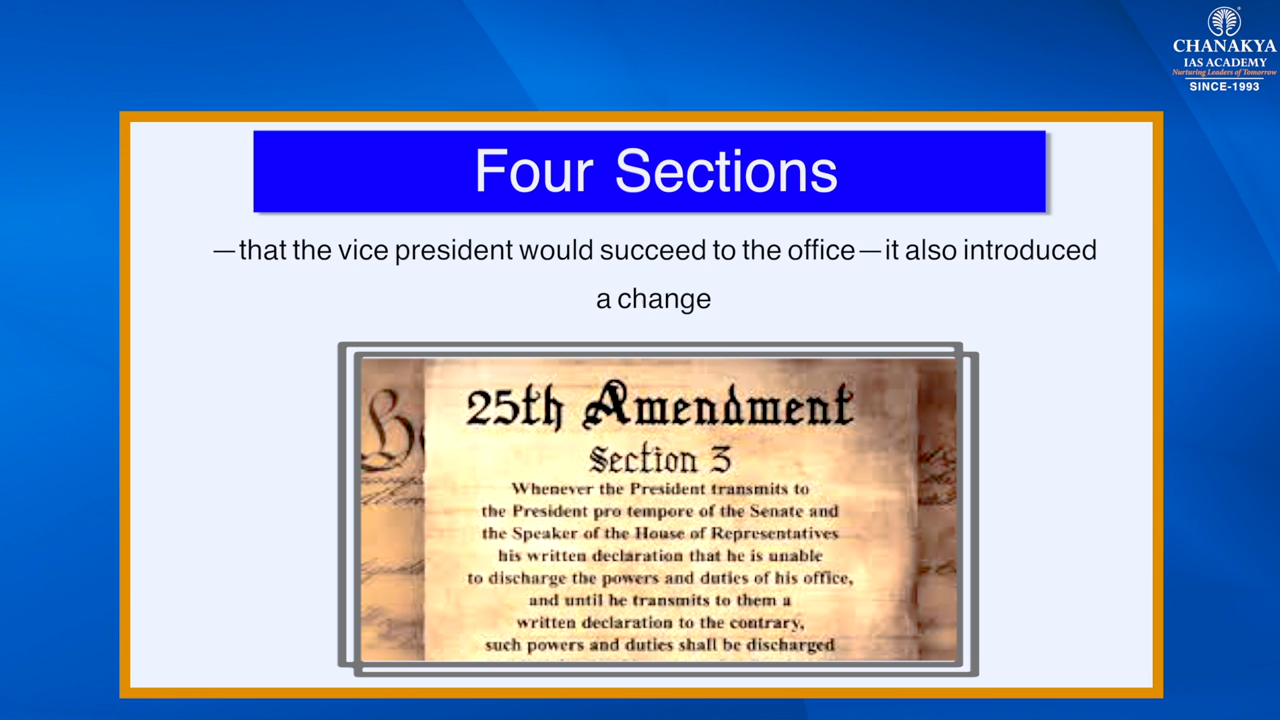 CHANAKYA
IAS ACADEMY
Nurturing Leaders of Tomorrow
SINCE-1993
Four Sections
—that the vice president would succeed to the office—it also introduced
a change
25th Amendment
Section 3
Whenever the President transmits to
the President pro tempore of the Senate and
the Speaker of the House of Representatives
his written declaration that he is unable
to discharge the powers and duties of his office,
and until he transmits to them a
written declaration to the contrary,
such powers and duties shall be discharged